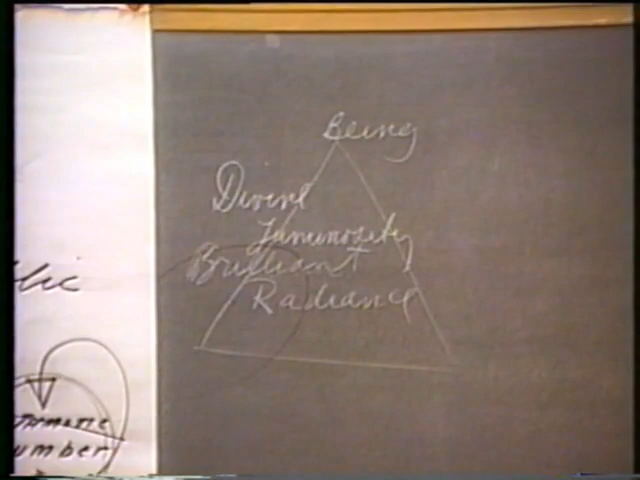 Being
Divine
Luminosity
Brilliant
Radiance
lic
umber